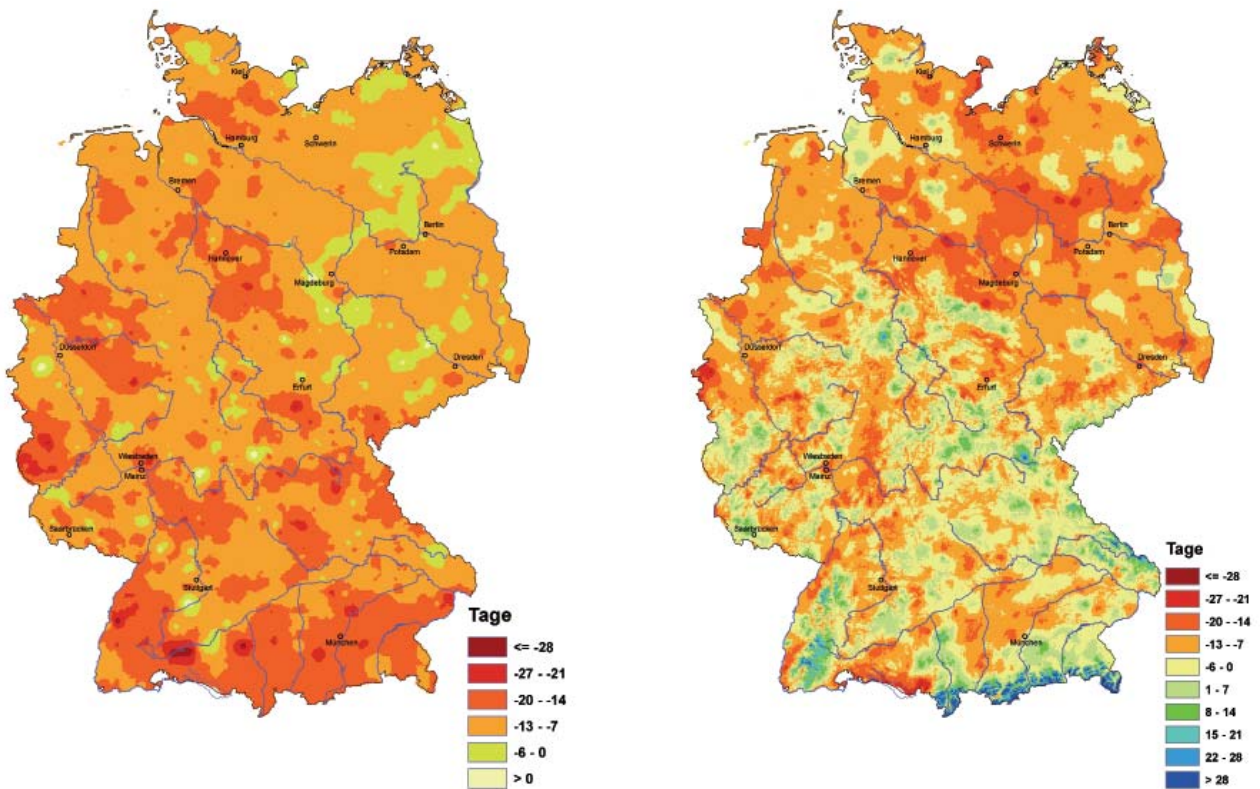 Kiel
Hamburg
Schwerin
Bremen
Berlin
Potsdam
Hannover
Magdeburg
Düsseldorf
Dresden
Erfurt
Wiesbaden
Mainz
Saarbrücken
Stuttgart
München
Tage
<= -28
-27 - -21
-20 - -14
-13 - -7
-6 - 0
> 0
Kiel
Hamburg
Schwerin
Bremen
Berlin
Potsdam
Hannover
Magdeburg
Düsseldorf
Dresden
Erfurt
Wiesbaden
Mainz
Saarbrücken
Stuttgart
München
Tage
<= -28
-27 - -21
-20 - -14
-13 - -7
-6 - 0
1 - 7
8 - 14
15 - 21
22 - 28
> 28